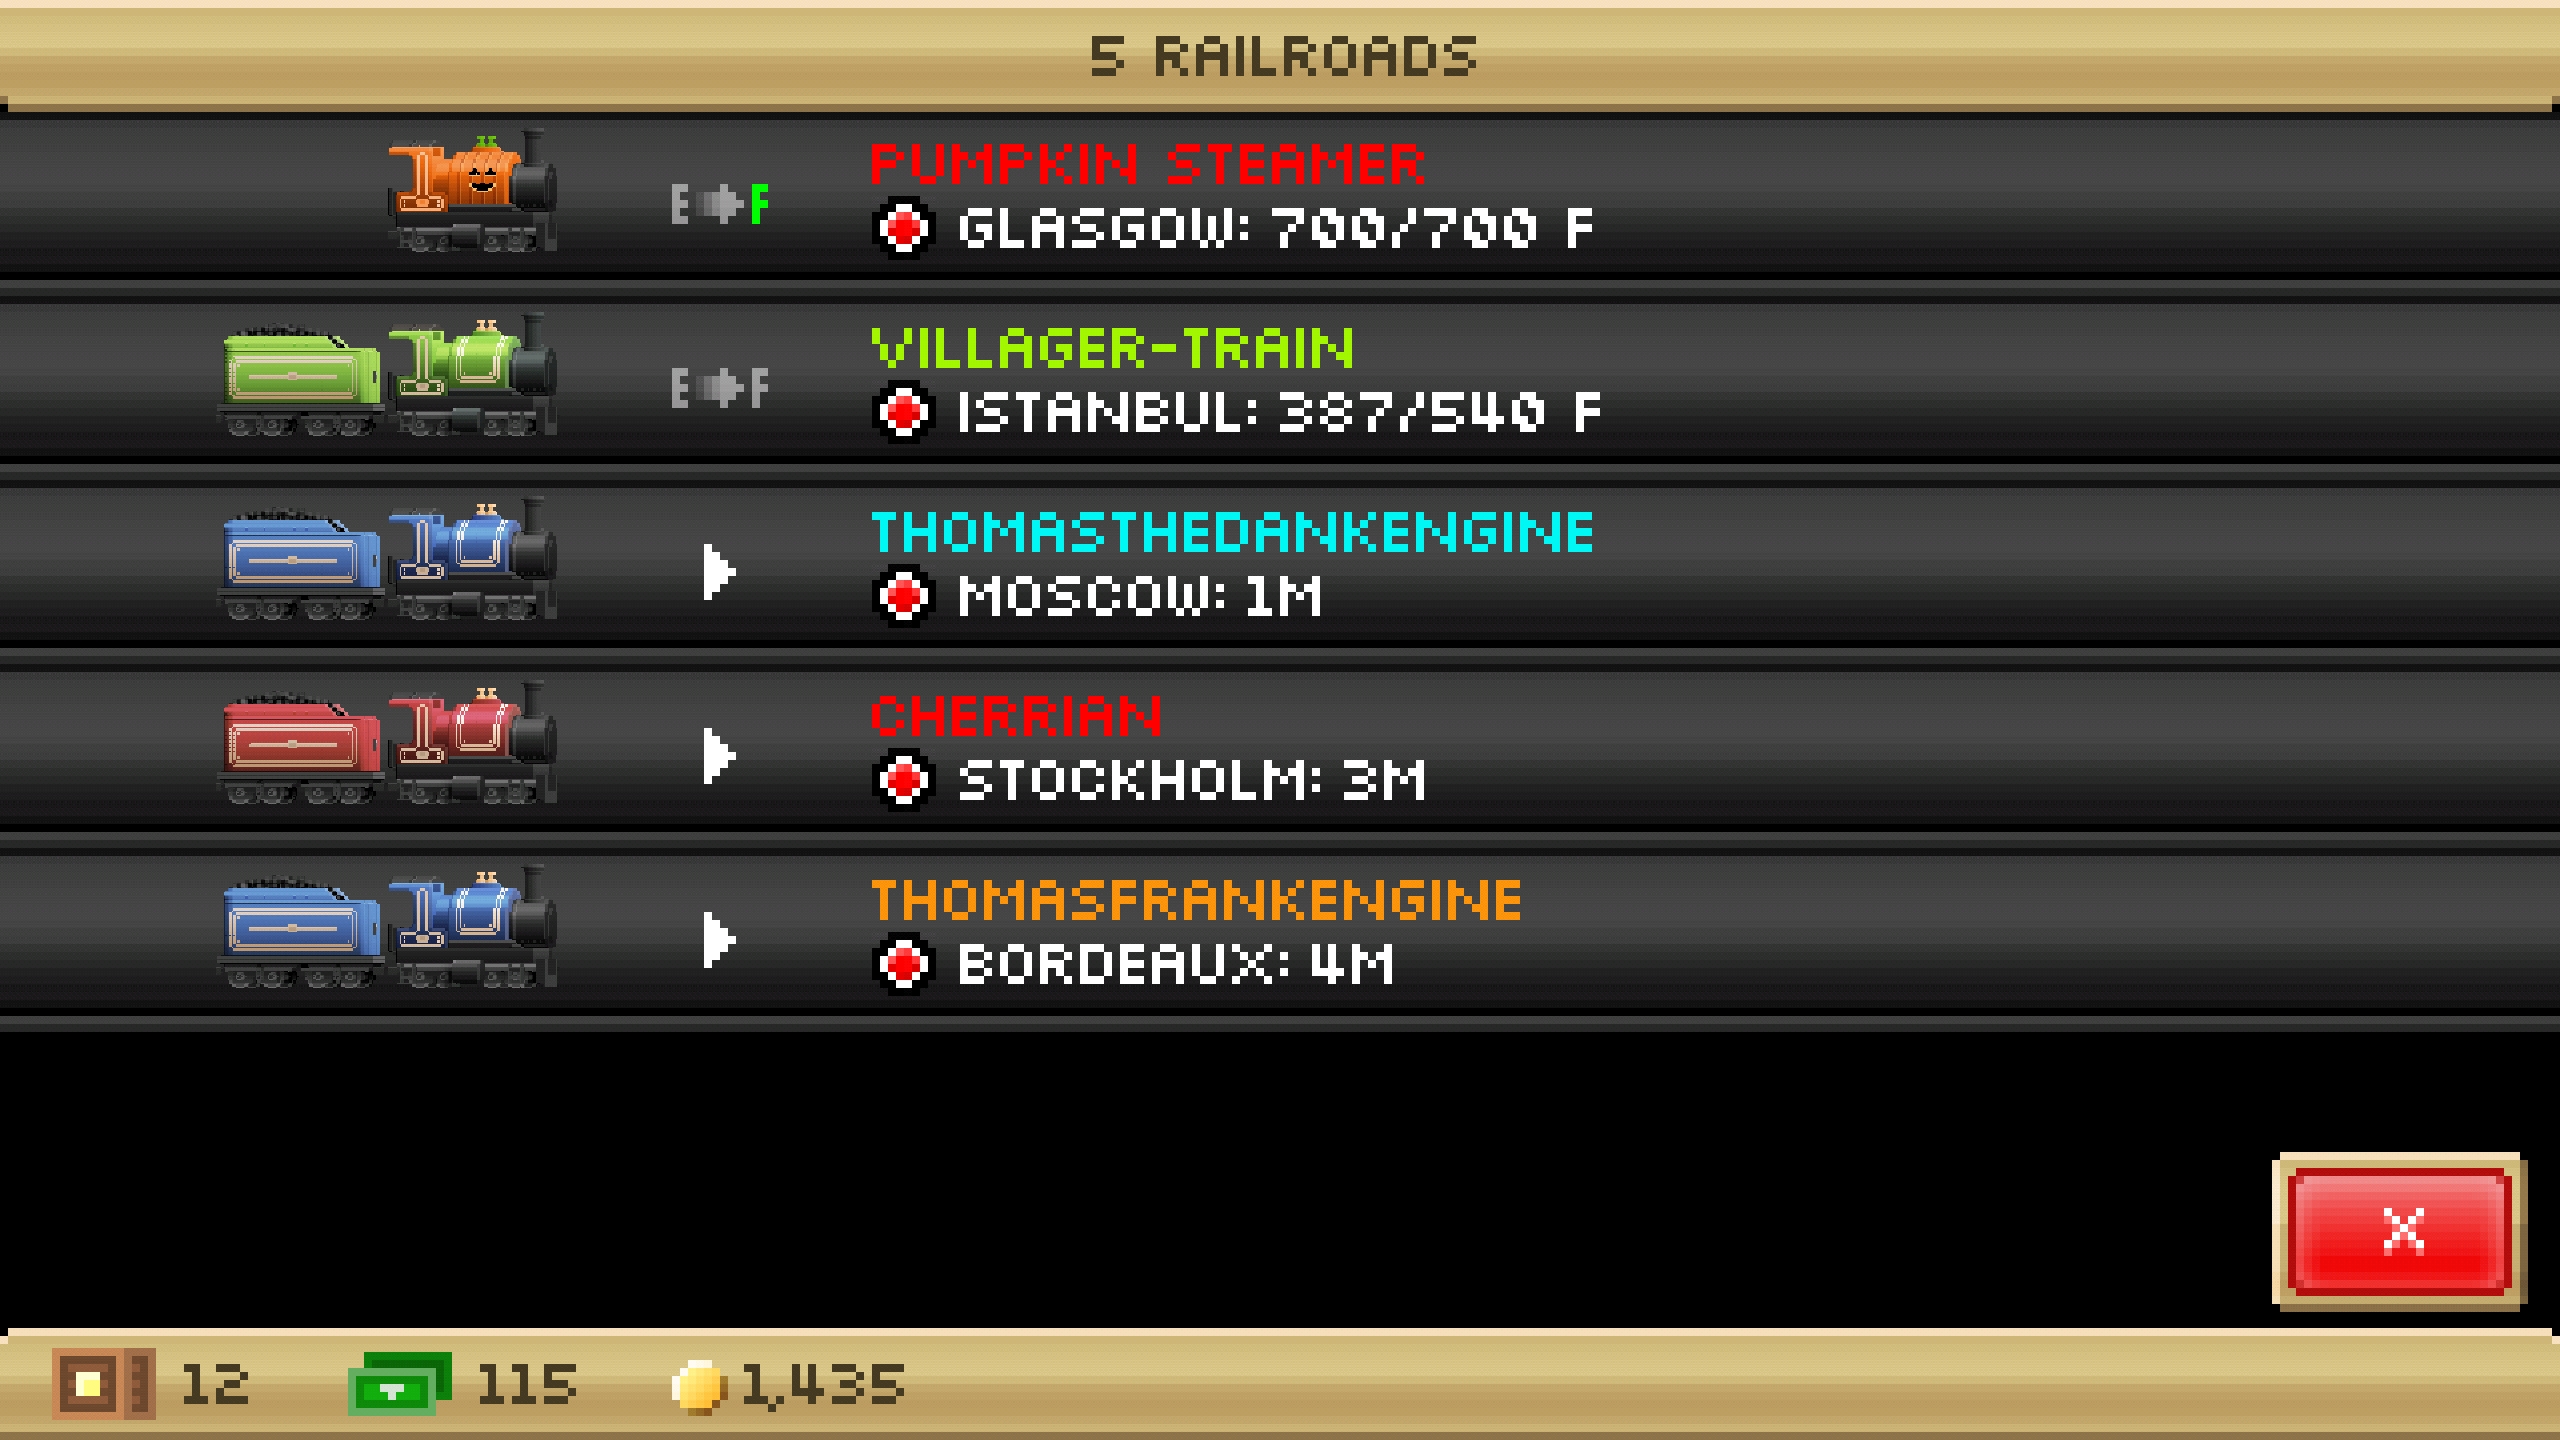 5 RAILROADS
PUMPKIN STEAMER
E F
GLASGOW: 700/700 F
VILLAGER-TRAIN
E F
ISTANBUL: 387/540 F
THOMASTHEDANKENGINE
MOSCOW: 1M
CHERRIAN
STOCKHOLM: 3M
THOMASFRANKENGINE
BORDEAUX: 4M
X
12 115 1,435